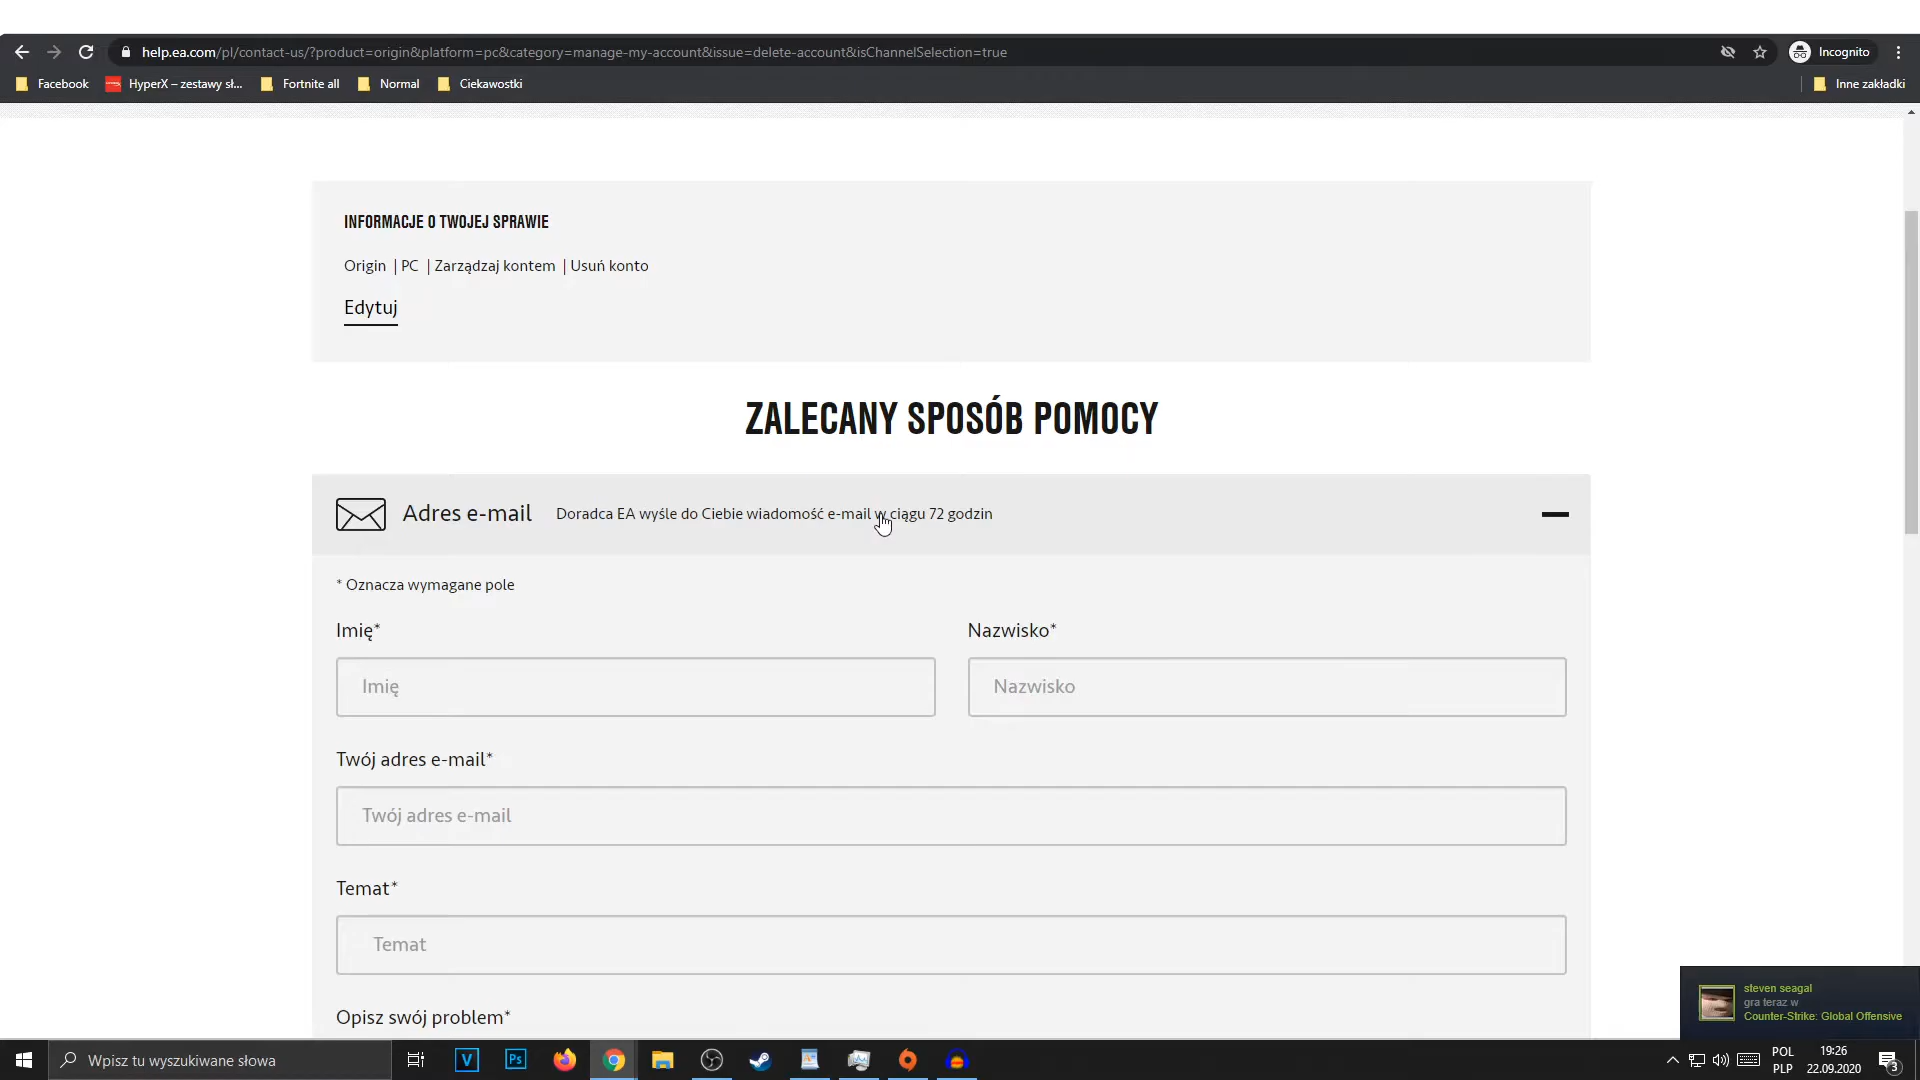 help.ea.com/pl/contact-us/?product=origin&platform=pc&category=manage-my-account&issue=delete-account&isChannelSelection=true
Incognito
Facebook
HyperX – zestawy sł...
Fortnite all
Normal
Ciekawostki
Inne zakładki
INFORMACJE O TWOJEJ SPRAWIE
Origin | PC | Zarządzaj kontem | Usuń konto
Edytuj
ZALECANY SPOSÓB POMOCY
Adres e-mail Doradca EA wyśle do Ciebie wiadomość e-mail w ciągu 72 godzin
* Oznacza wymagane pole
Imię* Nazwisko*
Imię Nazwisko
Twój adres e-mail*
Twój adres e-mail
Temat*
Temat
Opisz swój problem*
steven seagal
gra teraz w
Counter-Strike: Global Offensive
Wpisz tu wyszukiwane słowa
V
Ps
POL
PLP
19:26
22.09.2020
3